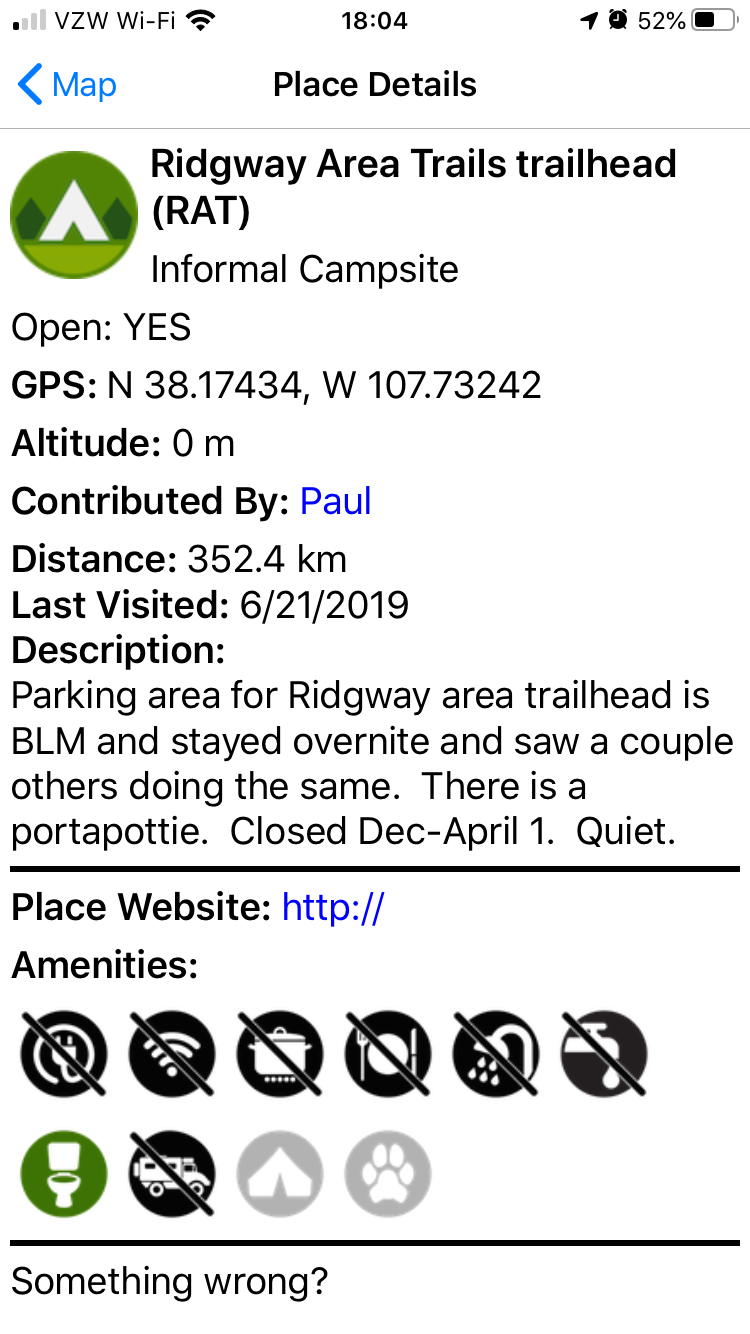 VZW Wi-Fi 18:04 52%
Map Place Details
Ridgway Area Trails trailhead
(RAT)
Informal Campsite
Open: YES
GPS: N 38.17434, W 107.73242
Altitude: 0 m
Contributed By: Paul
Distance: 352.4 km
Last Visited: 6/21/2019
Description:
Parking area for Ridgway area trailhead is
BLM and stayed overnite and saw a couple
others doing the same.  There is a
portapottie.  Closed Dec-April 1.  Quiet.
Place Website: http://
Amenities:
Something wrong?